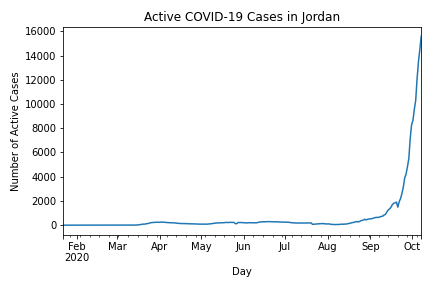 Active COVID-19 Cases in Jordan
16000
14000
12000
10000
8000
6000
4000
2000
0
Number of Active Cases
Feb Mar Apr May Jun Jul Aug Sep Oct
2020
Day